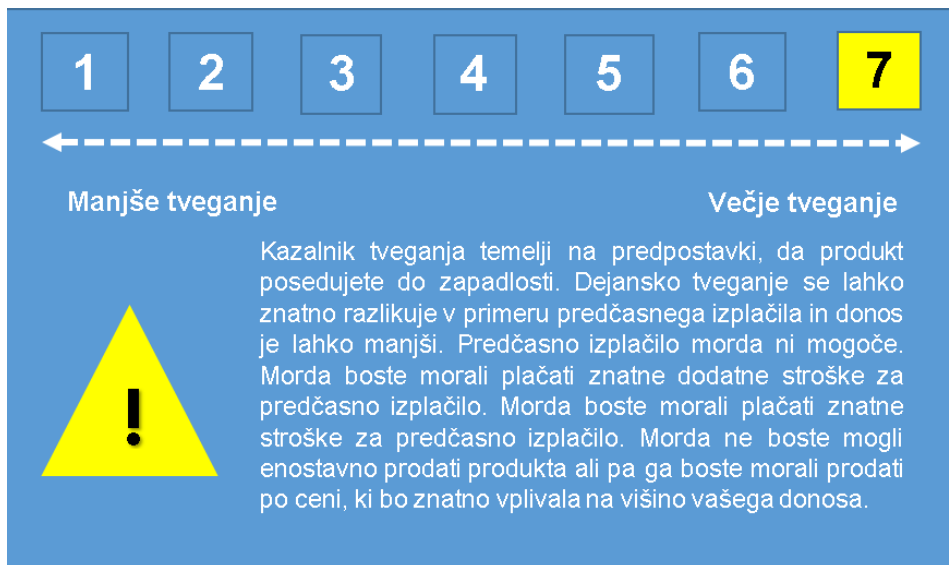 1 2 3 4 5 6 7
Manjše tveganje Večje tveganje
Kazalnik tveganja temelji na predpostavki, da produkt
posedujete do zapadlosti. Dejansko tveganje se lahko
znatno razlikuje v primeru predčasnega izplačila in donos
je lahko manjši. Predčasno izplačilo morda ni mogoče.
Morda boste morali plačati znatne dodatne stroške za
predčasno izplačilo. Morda boste morali plačati znatne
stroške za predčasno izplačilo. Morda ne boste mogli
enostavno prodati produkta ali pa ga boste morali prodati
po ceni, ki bo znatno vplivala na višino vašega donosa.
!